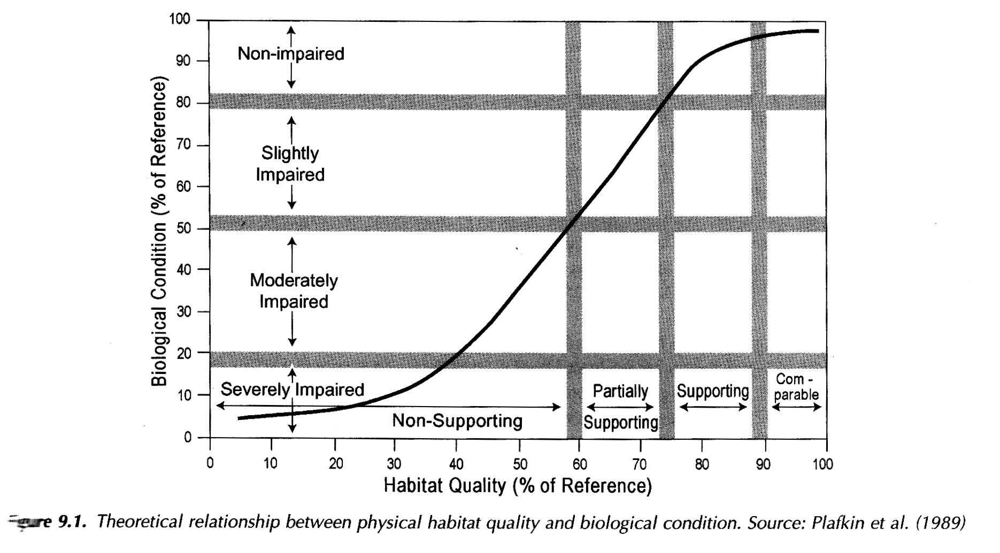 100
90
80
70
60
50
40
30
20
10
0
Biological Condition (% of Reference)
Non-impaired
Slightly
Impaired
Moderately
Impaired
Severely Impaired
Non-Supporting
Partially
Supporting
Supporting
Com -
parable
0 10 20 30 40 50 60 70 80 90 100
Habitat Quality (% of Reference)
9.1. Theoretical relationship between physical habitat quality and biological condition. Source: Plafkin et al. (1989)